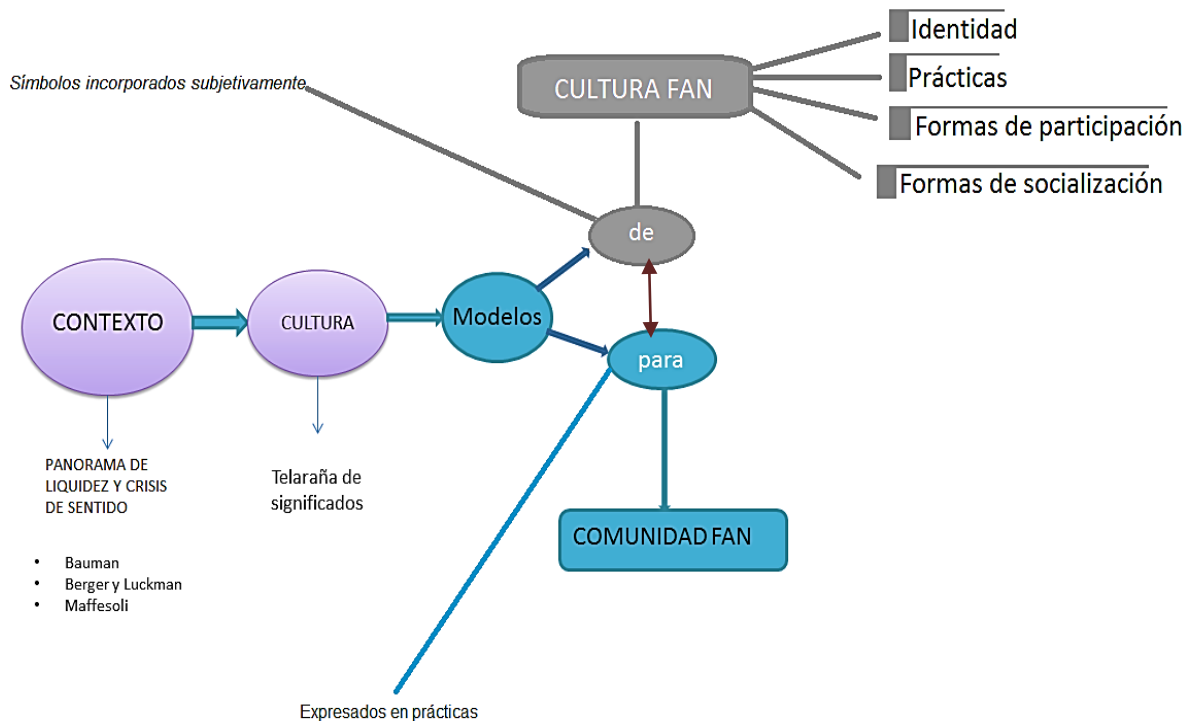 Identidad
Símbolos incorporados subjetivamente
CULTURA FAN
Prácticas
Formas de participación
Formas de socialización
de
CONTEXTO
CULTURA
Modelos
para
PANORAMA DE
LIQUIDEZ Y CRISIS
DE SENTIDO
Telaraña de
significados
COMUNIDAD FAN
• Bauman
• Berger y Luckman
• Maffesoli
Expresados en prácticas